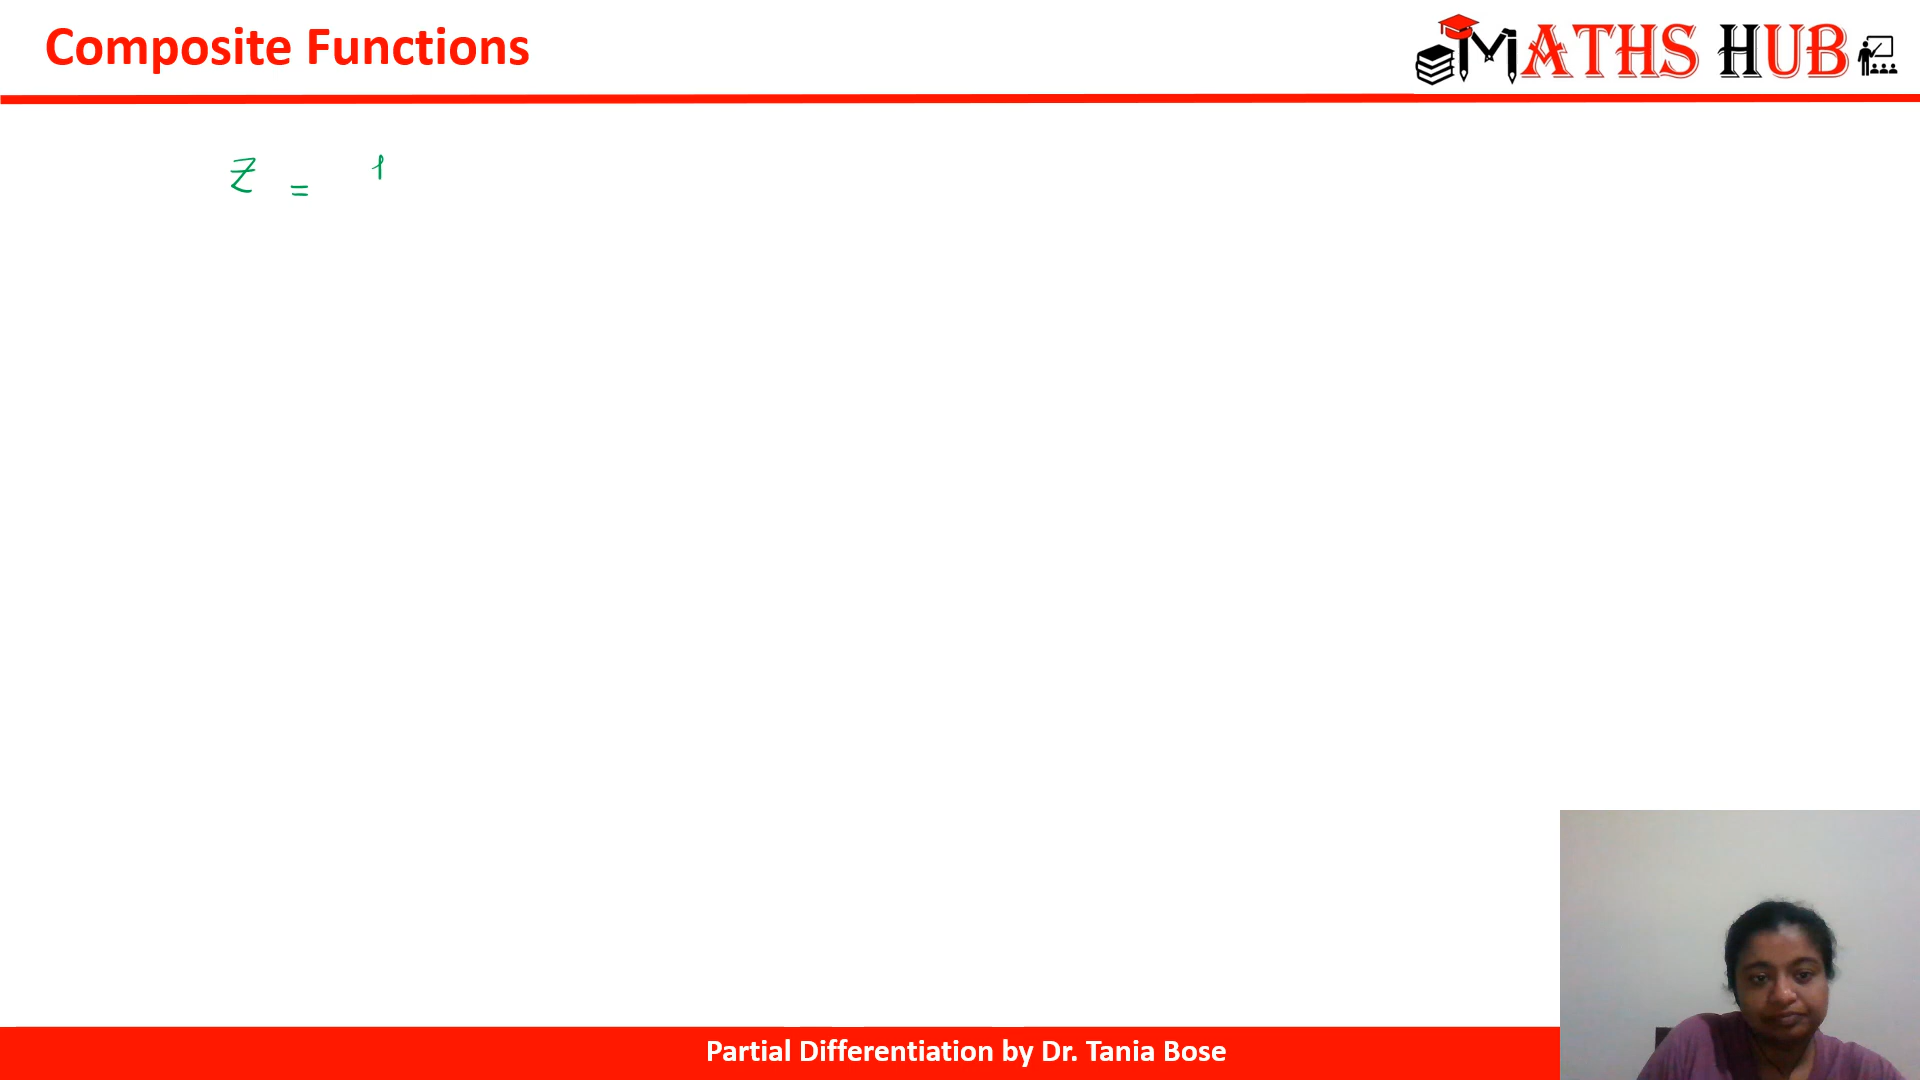 Composite Functions
MATHS HUB
Z =
Partial Differentiation by Dr. Tania Bose